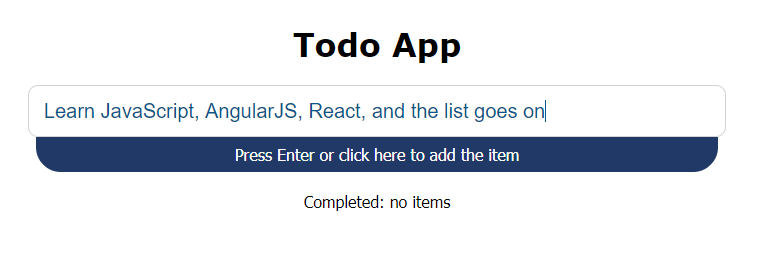 Todo App
Learn JavaScript, AngularJS, React, and the list goes on
Press Enter or click here to add the item
Completed: no items